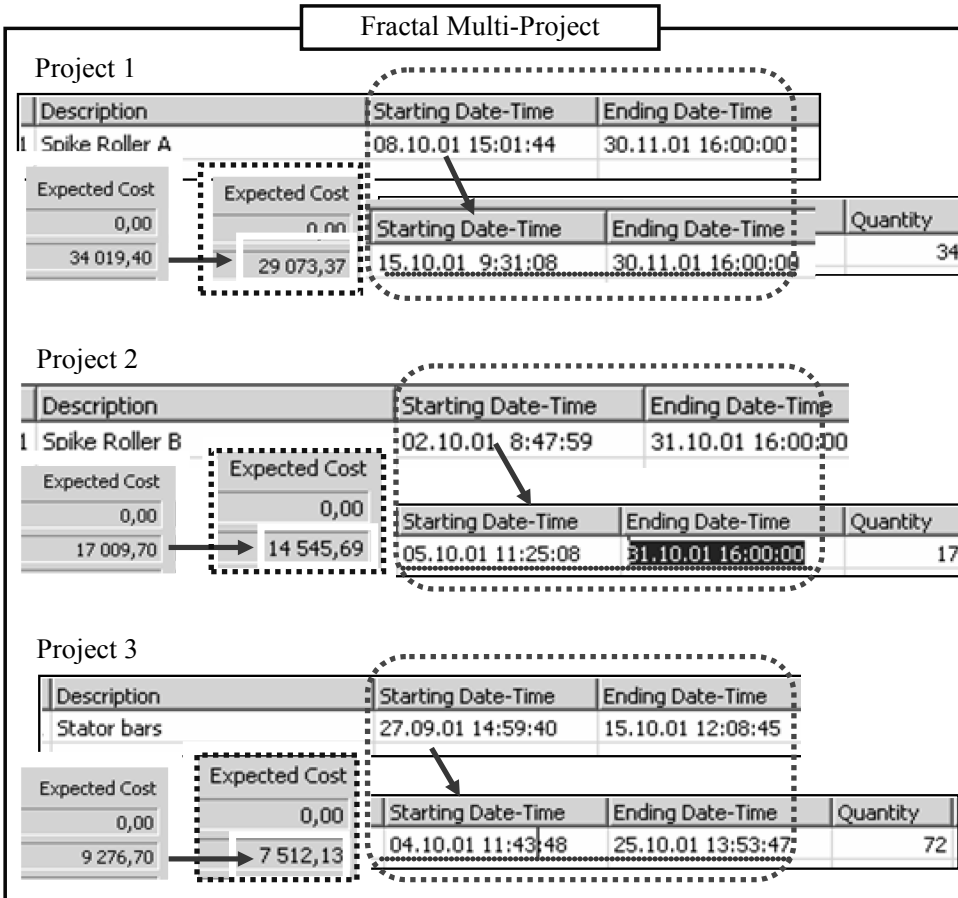 Fractal Multi-Project
Project 1
Description Starting Date-Time Ending Date-Time
1 Spike Roller A 08.10.01 15:01:44 30.11.01 16:00:00
Expected Cost Expected Cost
0,00 0,00 Starting Date-Time Ending Date-Time Quantity
34 019,40 29 073,37 15.10.01 9:31:08 30.11.01 16:00:00 34
Project 2
Description Starting Date-Time Ending Date-Time
1 Spike Roller B 02.10.01 8:47:59 31.10.01 16:00:00
Expected Cost Expected Cost
0,00 0,00 Starting Date-Time Ending Date-Time Quantity
17 009,70 14 545,69 05.10.01 11:25:08 31.10.01 16:00:00 17
Project 3
Description Starting Date-Time Ending Date-Time
Stator bars 27.09.01 14:59:40 15.10.01 12:08:45
Expected Cost Expected Cost
0,00 0,00 Starting Date-Time Ending Date-Time Quantity
9 276,70 7 512,13 04.10.01 11:43:48 25.10.01 13:53:47 72